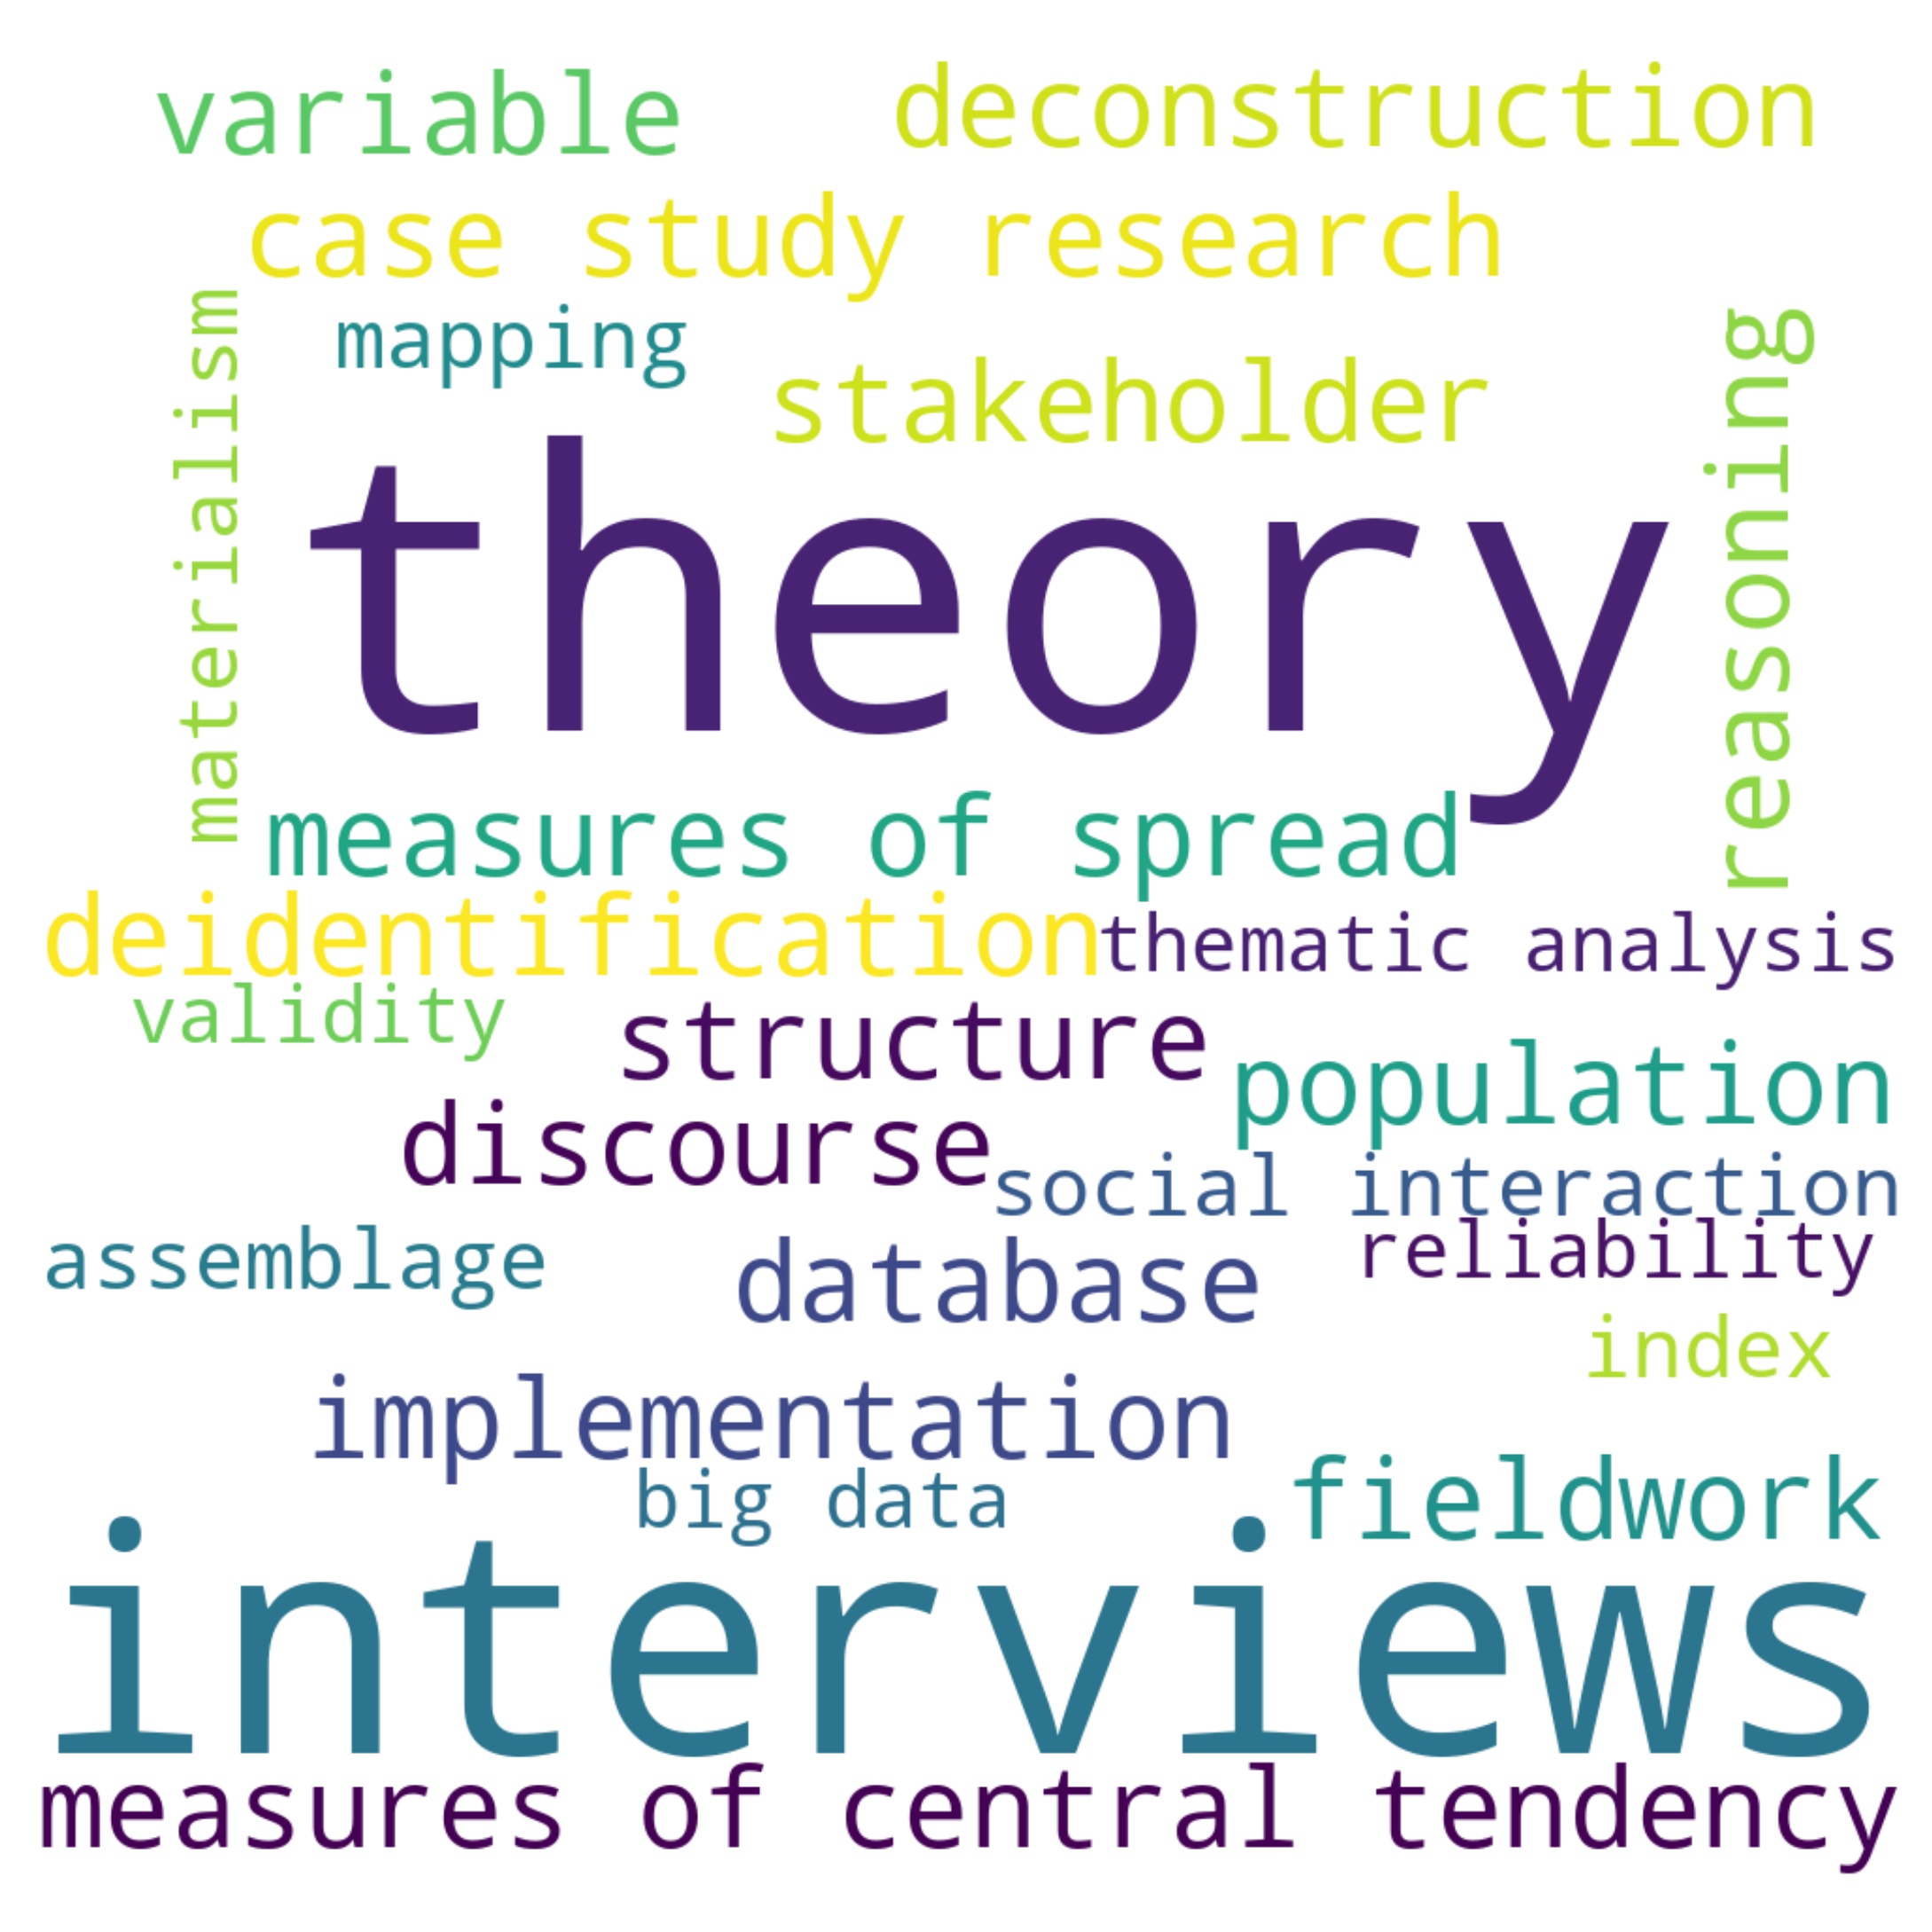 variable
deconstruction
case study research
materialism
mapping
stakeholder
reasoning
theory
measures of spread
deidentification
thematic analysis
validity
structure
population
discourse
social interaction
assemblage
database
reliability
index
implementation
big data
fieldwork
interviews
measures of central tendency